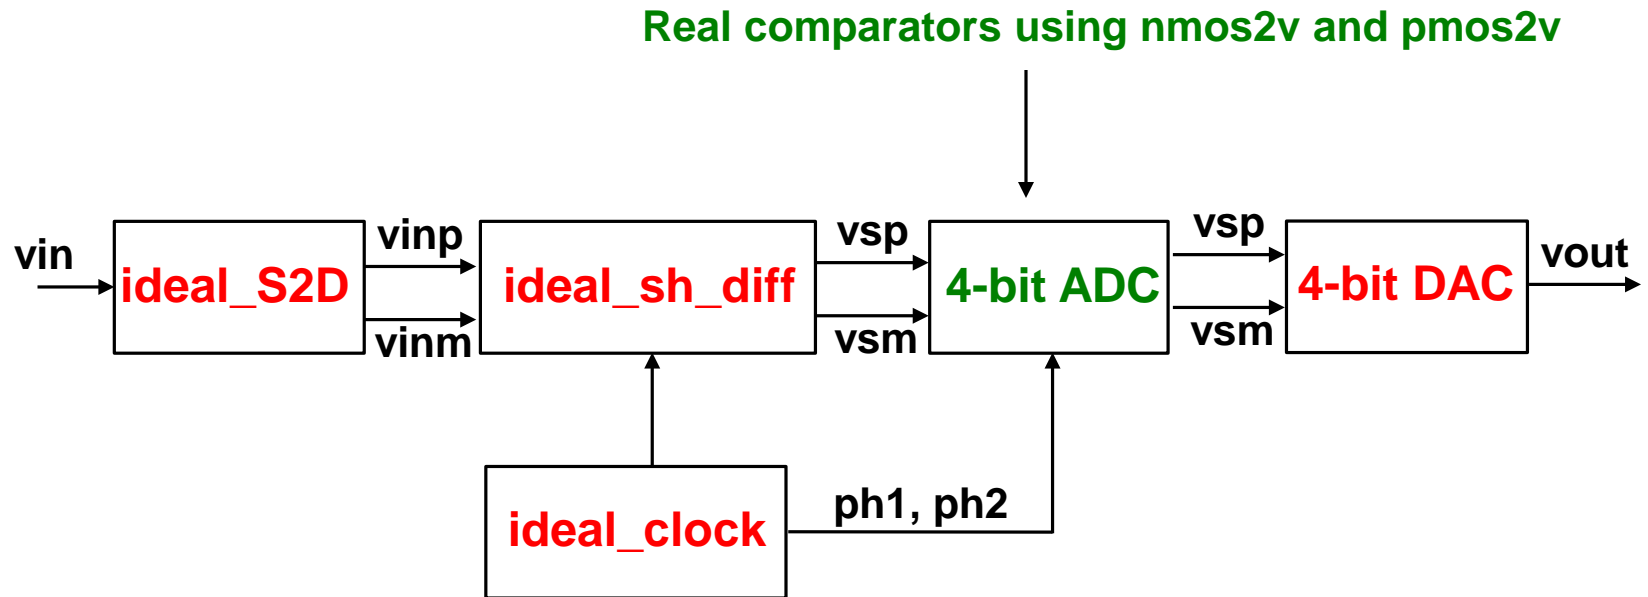 Real comparators using nmos2v and pmos2v
vin
ideal_S2D
vinp
vinm
ideal_sh_diff
vsp
vsm
4-bit ADC
vsp
vsm
4-bit DAC
vout
ideal_clock
ph1, ph2